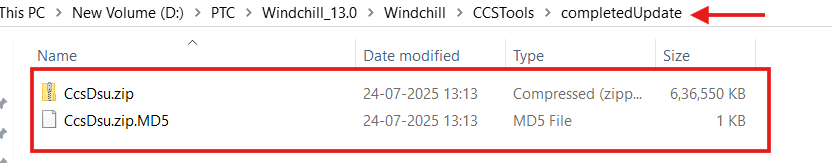 This PC > New Volume (D:) > PTC > Windchill_13.0 > Windchill > CCSTools > completedUpdate
Name Date modified Type Size
CcsDsu.zip 24-07-2025 13:13 Compressed (zipp... 6,36,550 KB
CcsDsu.zip.MD5 24-07-2025 13:13 MD5 File 1 KB